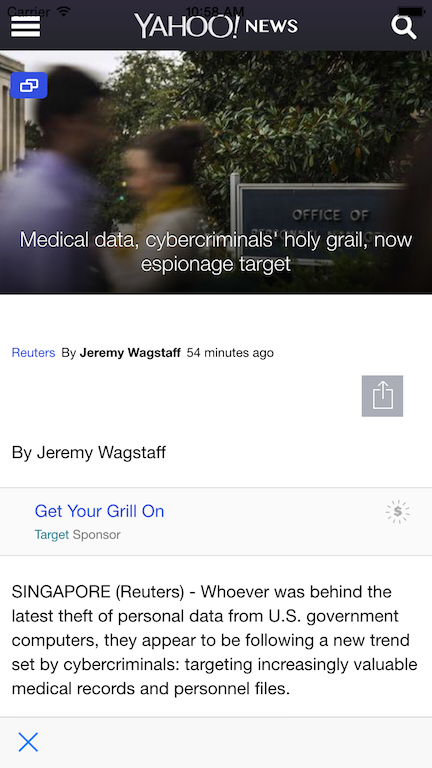 Carrier 10:58 AM
YAHOO! NEWS
OFFICE OF
Medical data, cybercriminals' holy grail, now
espionage target
Reuters By Jeremy Wagstaff 54 minutes ago
By Jeremy Wagstaff
Get Your Grill On
$
Target Sponsor
SINGAPORE (Reuters) - Whoever was behind the
latest theft of personal data from U.S. government
computers, they appear to be following a new trend
set by cybercriminals: targeting increasingly valuable
medical records and personnel files.